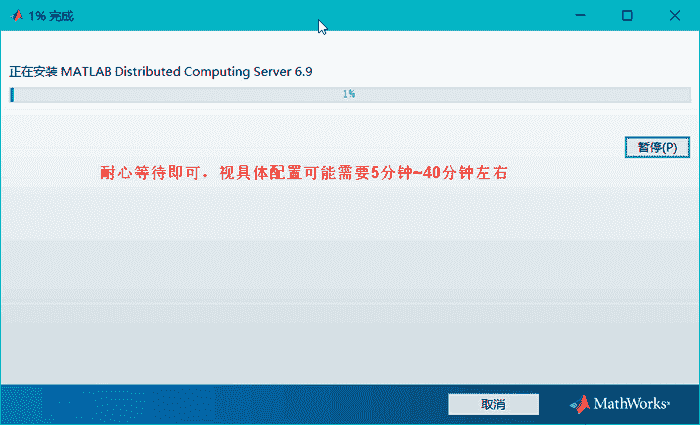 1% 完成
正在安装 MATLAB Distributed Computing Server 6.9
1%
暂停(P)
耐心等待即可，视具体配置可能需要5分钟~40分钟左右
取消
MathWorks